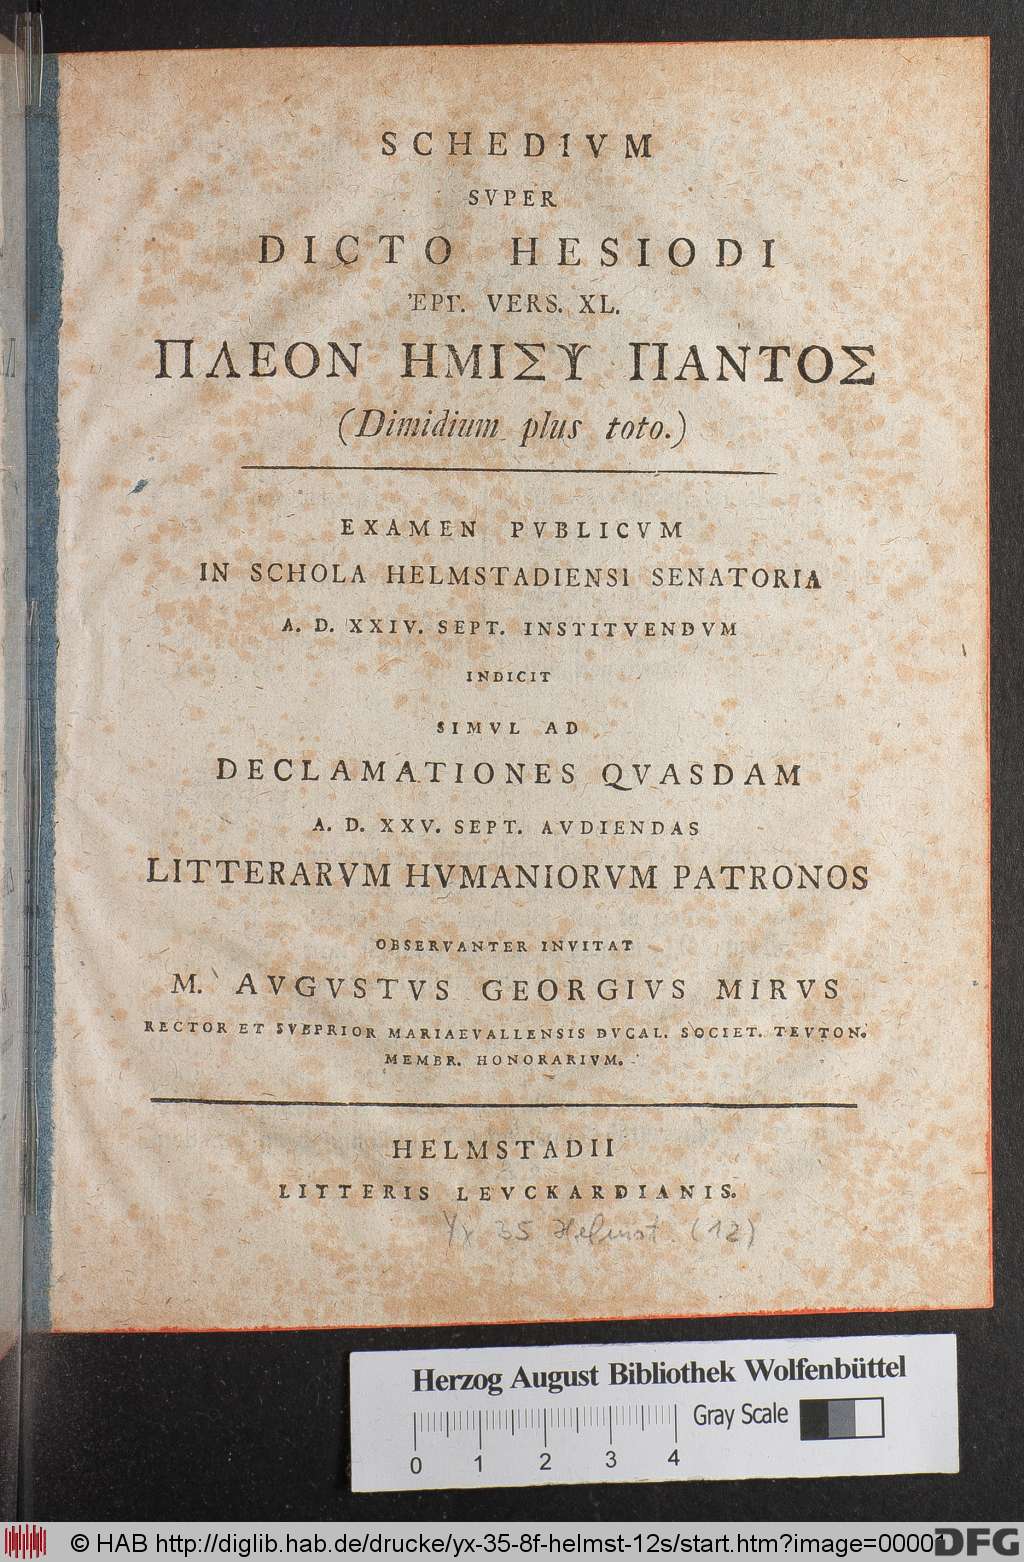 SCHEDIVM
SVPER
DICTO HESIODI
ἘΡΓ. VERS. XL.
ΠΛΕΟΝ ΗΜΙΣΥ ΠΑΝΤΟΣ
(Dimidium plus toto.)
EXAMEN PVBLICVM
IN SCHOLA HELMSTADIENSI SENATORIA
A. D. XXIV. SEPT. INSTITVENDVM
INDICIT
SIMVL AD
DECLAMATIONES QVASDAM
A. D. XXV. SEPT. AVDIENDAS
LITTERARVM HVMANIORVM PATRONOS
OBSERVANTER INVITAT
M. AVGVSTVS GEORGIVS MIRVS
RECTOR ET SVBPRIOR MARIAEVALLENSIS DVCAL. SOCIET. TEVTON.
MEMBR. HONORARIVM.
HELMSTADII
LITTERIS LEVCKARDIANIS.
Yx 35 Helmst. (12)
Herzog August Bibliothek Wolfenbüttel
Gray Scale
0 1 2 3 4
© HAB http://diglib.hab.de/drucke/yx-35-8f-helmst-12s/start.htm?image=00001
DFG